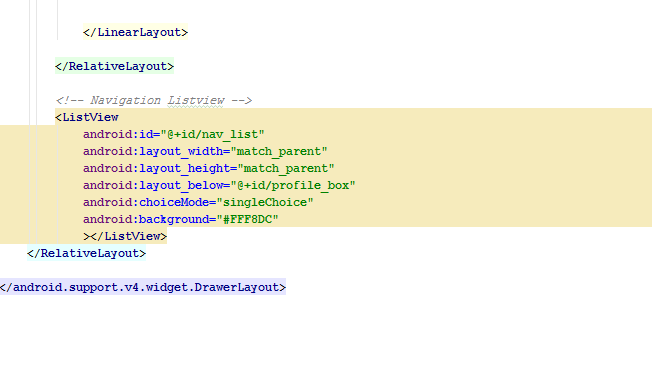 </LinearLayout>
</RelativeLayout>
<!-- Navigation Listview -->
<ListView
android:id="@+id/nav_list"
android:layout_width="match_parent"
android:layout_height="match_parent"
android:layout_below="@+id/profile_box"
android:choiceMode="singleChoice"
android:background="#FFF8DC"
></ListView>
</RelativeLayout>
</android.support.v4.widget.DrawerLayout>